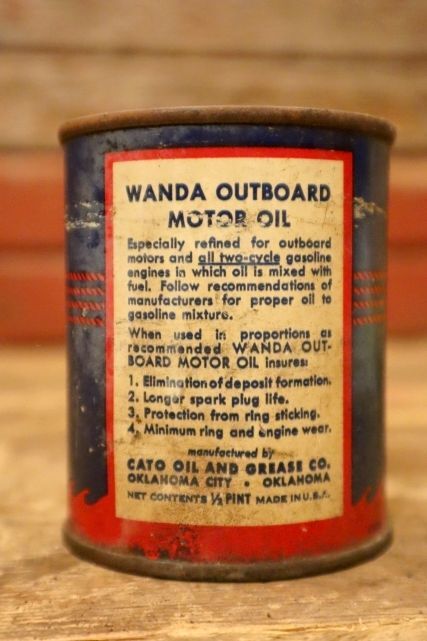 WANDA OUTBOARD
MOTOR OIL
Especially refined for outboard
motors and all two-cycle gasoline
engines in which oil is mixed with
fuel. Follow recommendations of
manufacturers for proper oil to
gasoline mixture.
When used in proportions as
recommended WANDA OUT-
BOARD MOTOR OIL insures:
1. Elimination of deposit formation.
2. Longer spark plug life.
3. Protection from ring sticking.
4. Minimum ring and engine wear.
manufactured by
CATO OIL AND GREASE CO.
OKLAHOMA CITY • OKLAHOMA
NET CONTENTS ½ PINT MADE IN U.S.A.